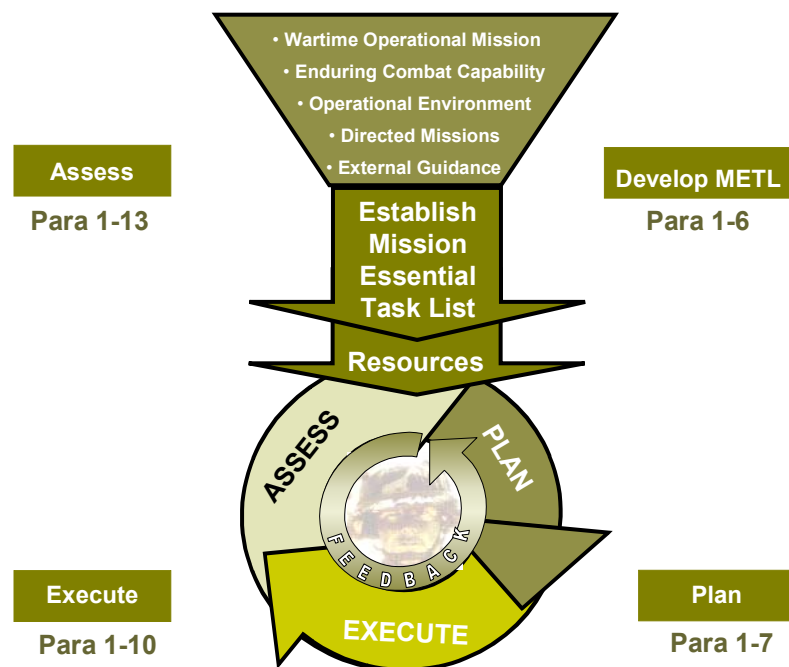 • Wartime Operational Mission
• Enduring Combat Capability
• Operational Environment
• Directed Missions
• External Guidance
Assess
Para 1-13
Develop METL
Para 1-6
Establish
Mission
Essential
Task List
Resources
ASSESS
PLAN
FEEDBACK
EXECUTE
Execute
Para 1-10
Plan
Para 1-7